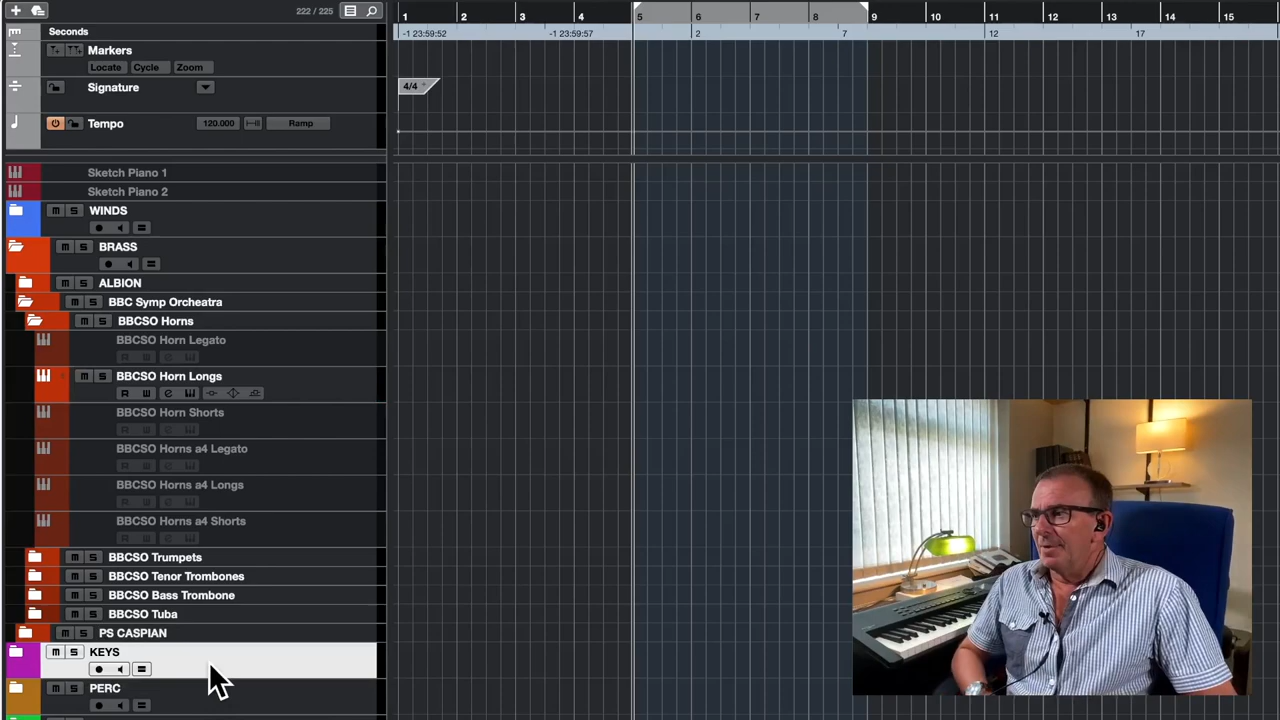 222 / 225
1 2 3 4 5 6 7 8 9 10 11 12 13 14 15
Seconds
-1 23:59:52 -1 23:59:57 2 7 12 17
Markers
Locate Cycle Zoom
Signature
4/4
Tempo 120.000 Ramp
Sketch Piano 1
Sketch Piano 2
m S WINDS
m S BRASS
m S ALBION
m S BBC Symp Orcheatra
m S BBCSO Horns
BBCSO Horn Legato
R W e
m S BBCSO Horn Longs
R W e
BBCSO Horn Shorts
R W e
BBCSO Horns a4 Legato
R W e
BBCSO Horns a4 Longs
R W e
BBCSO Horns a4 Shorts
R W e
m S BBCSO Trumpets
m S BBCSO Tenor Trombones
m S BBCSO Bass Trombone
m S BBCSO Tuba
m S PS CASPIAN
m S KEYS
m S PERC